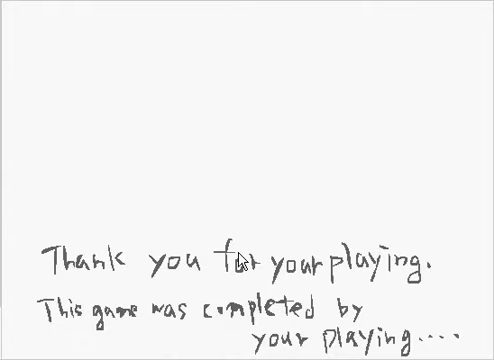 Thank you for your playing.
This game was completed by
your playing....